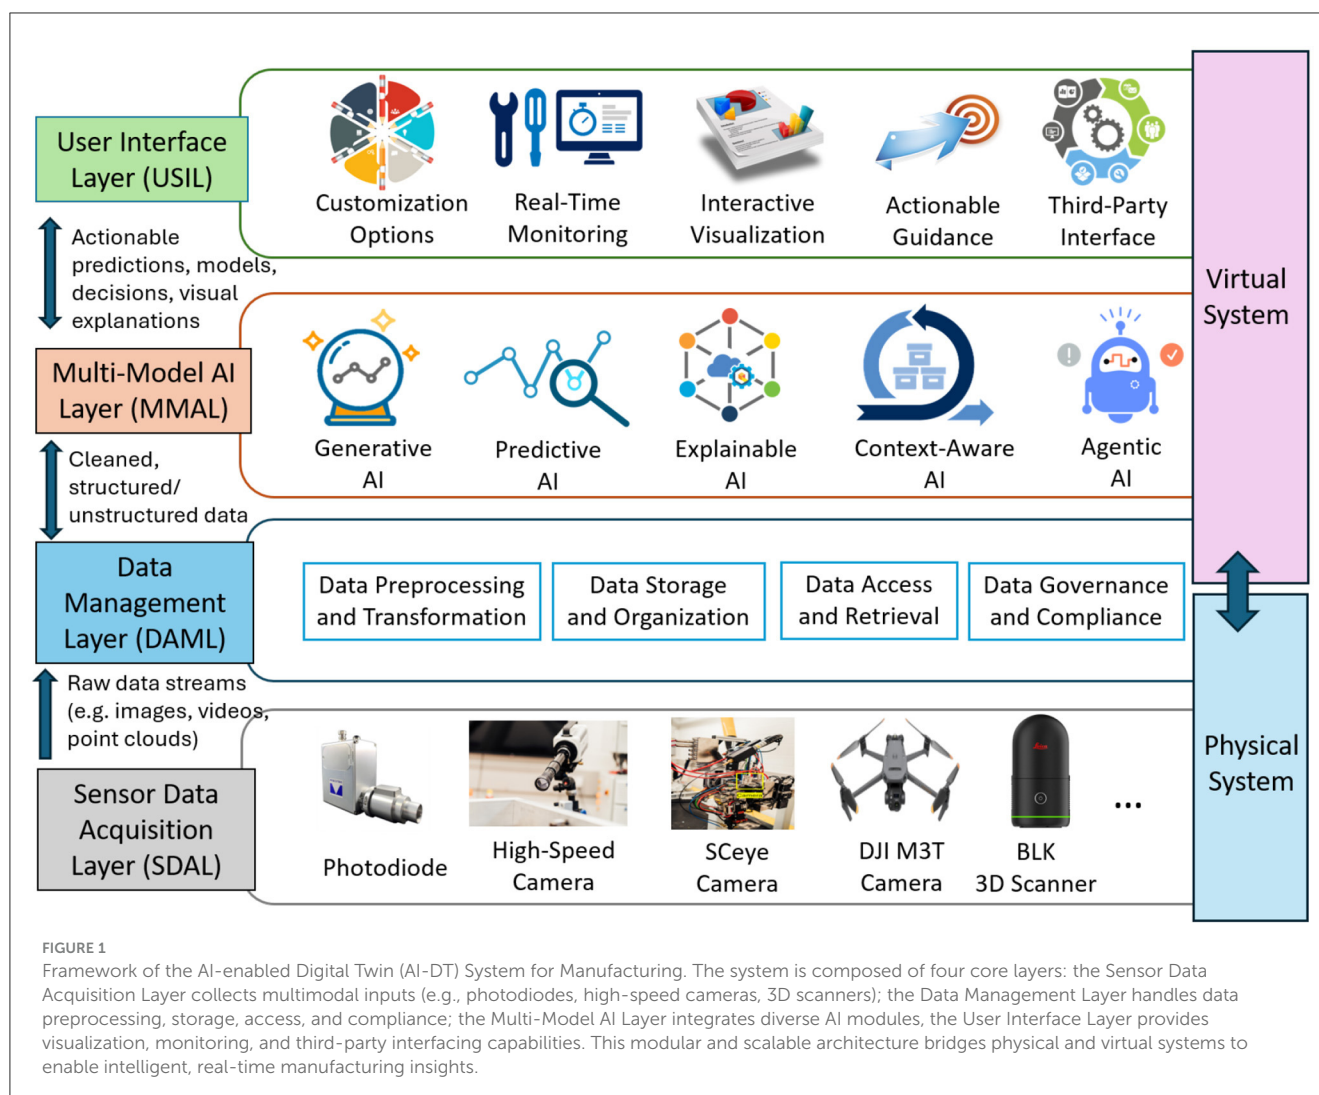 User Interface
Layer (USIL)
Customization
Options
Real-Time
Monitoring
Interactive
Visualization
Actionable
Guidance
Third-Party
Interface
Virtual
System
Actionable
predictions, models,
decisions, visual
explanations
Multi-Model AI
Layer (MMAL)
Generative
AI
Predictive
AI
Explainable
AI
Context-Aware
AI
Agentic
AI
Cleaned,
structured/
unstructured data
Data
Management
Layer (DAML)
Data Preprocessing
and Transformation
Data Storage
and Organization
Data Access
and Retrieval
Data Governance
and Compliance
Raw data streams
(e.g. images, videos,
point clouds)
Physical
System
Sensor Data
Acquisition
Layer (SDAL)
Photodiode
High-Speed
Camera
SCeye
Camera
DJI M3T
Camera
BLK
3D Scanner
...
FIGURE 1
Framework of the AI-enabled Digital Twin (AI-DT) System for Manufacturing. The system is composed of four core layers: the Sensor Data
Acquisition Layer collects multimodal inputs (e.g., photodiodes, high-speed cameras, 3D scanners); the Data Management Layer handles data
preprocessing, storage, access, and compliance; the Multi-Model AI Layer integrates diverse AI modules, the User Interface Layer provides
visualization, monitoring, and third-party interfacing capabilities. This modular and scalable architecture bridges physical and virtual systems to
enable intelligent, real-time manufacturing insights.